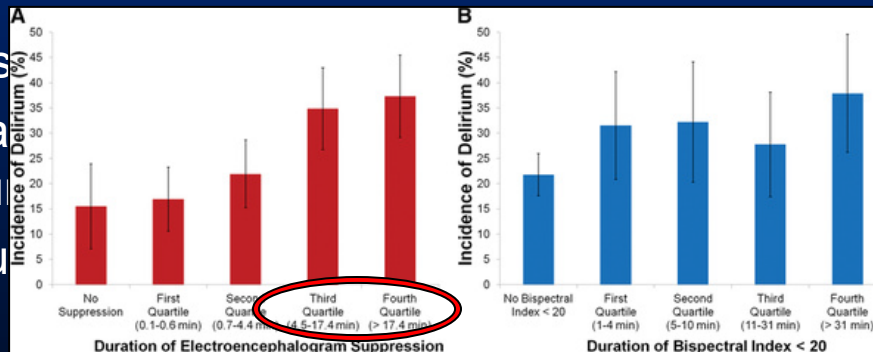 A
Incidence of Delirium (%)
50
45
40
35
30
25
20
15
10
5
0
No
Suppression
First
Quartile
(0.1-0.6 min)
Second
Quartile
(0.7-4.4 min)
Third
Quartile
(4.5-17.4 min)
Fourth
Quartile
(> 17.4 min)
Duration of Electroencephalogram Suppression
B
Incidence of Delirium (%)
50
45
40
35
30
25
20
15
10
5
0
No Bispectral
Index < 20
First
Quartile
(1-4 min)
Second
Quartile
(5-10 min)
Third
Quartile
(11-31 min)
Fourth
Quartile
(> 31 min)
Duration of Bispectral Index < 20